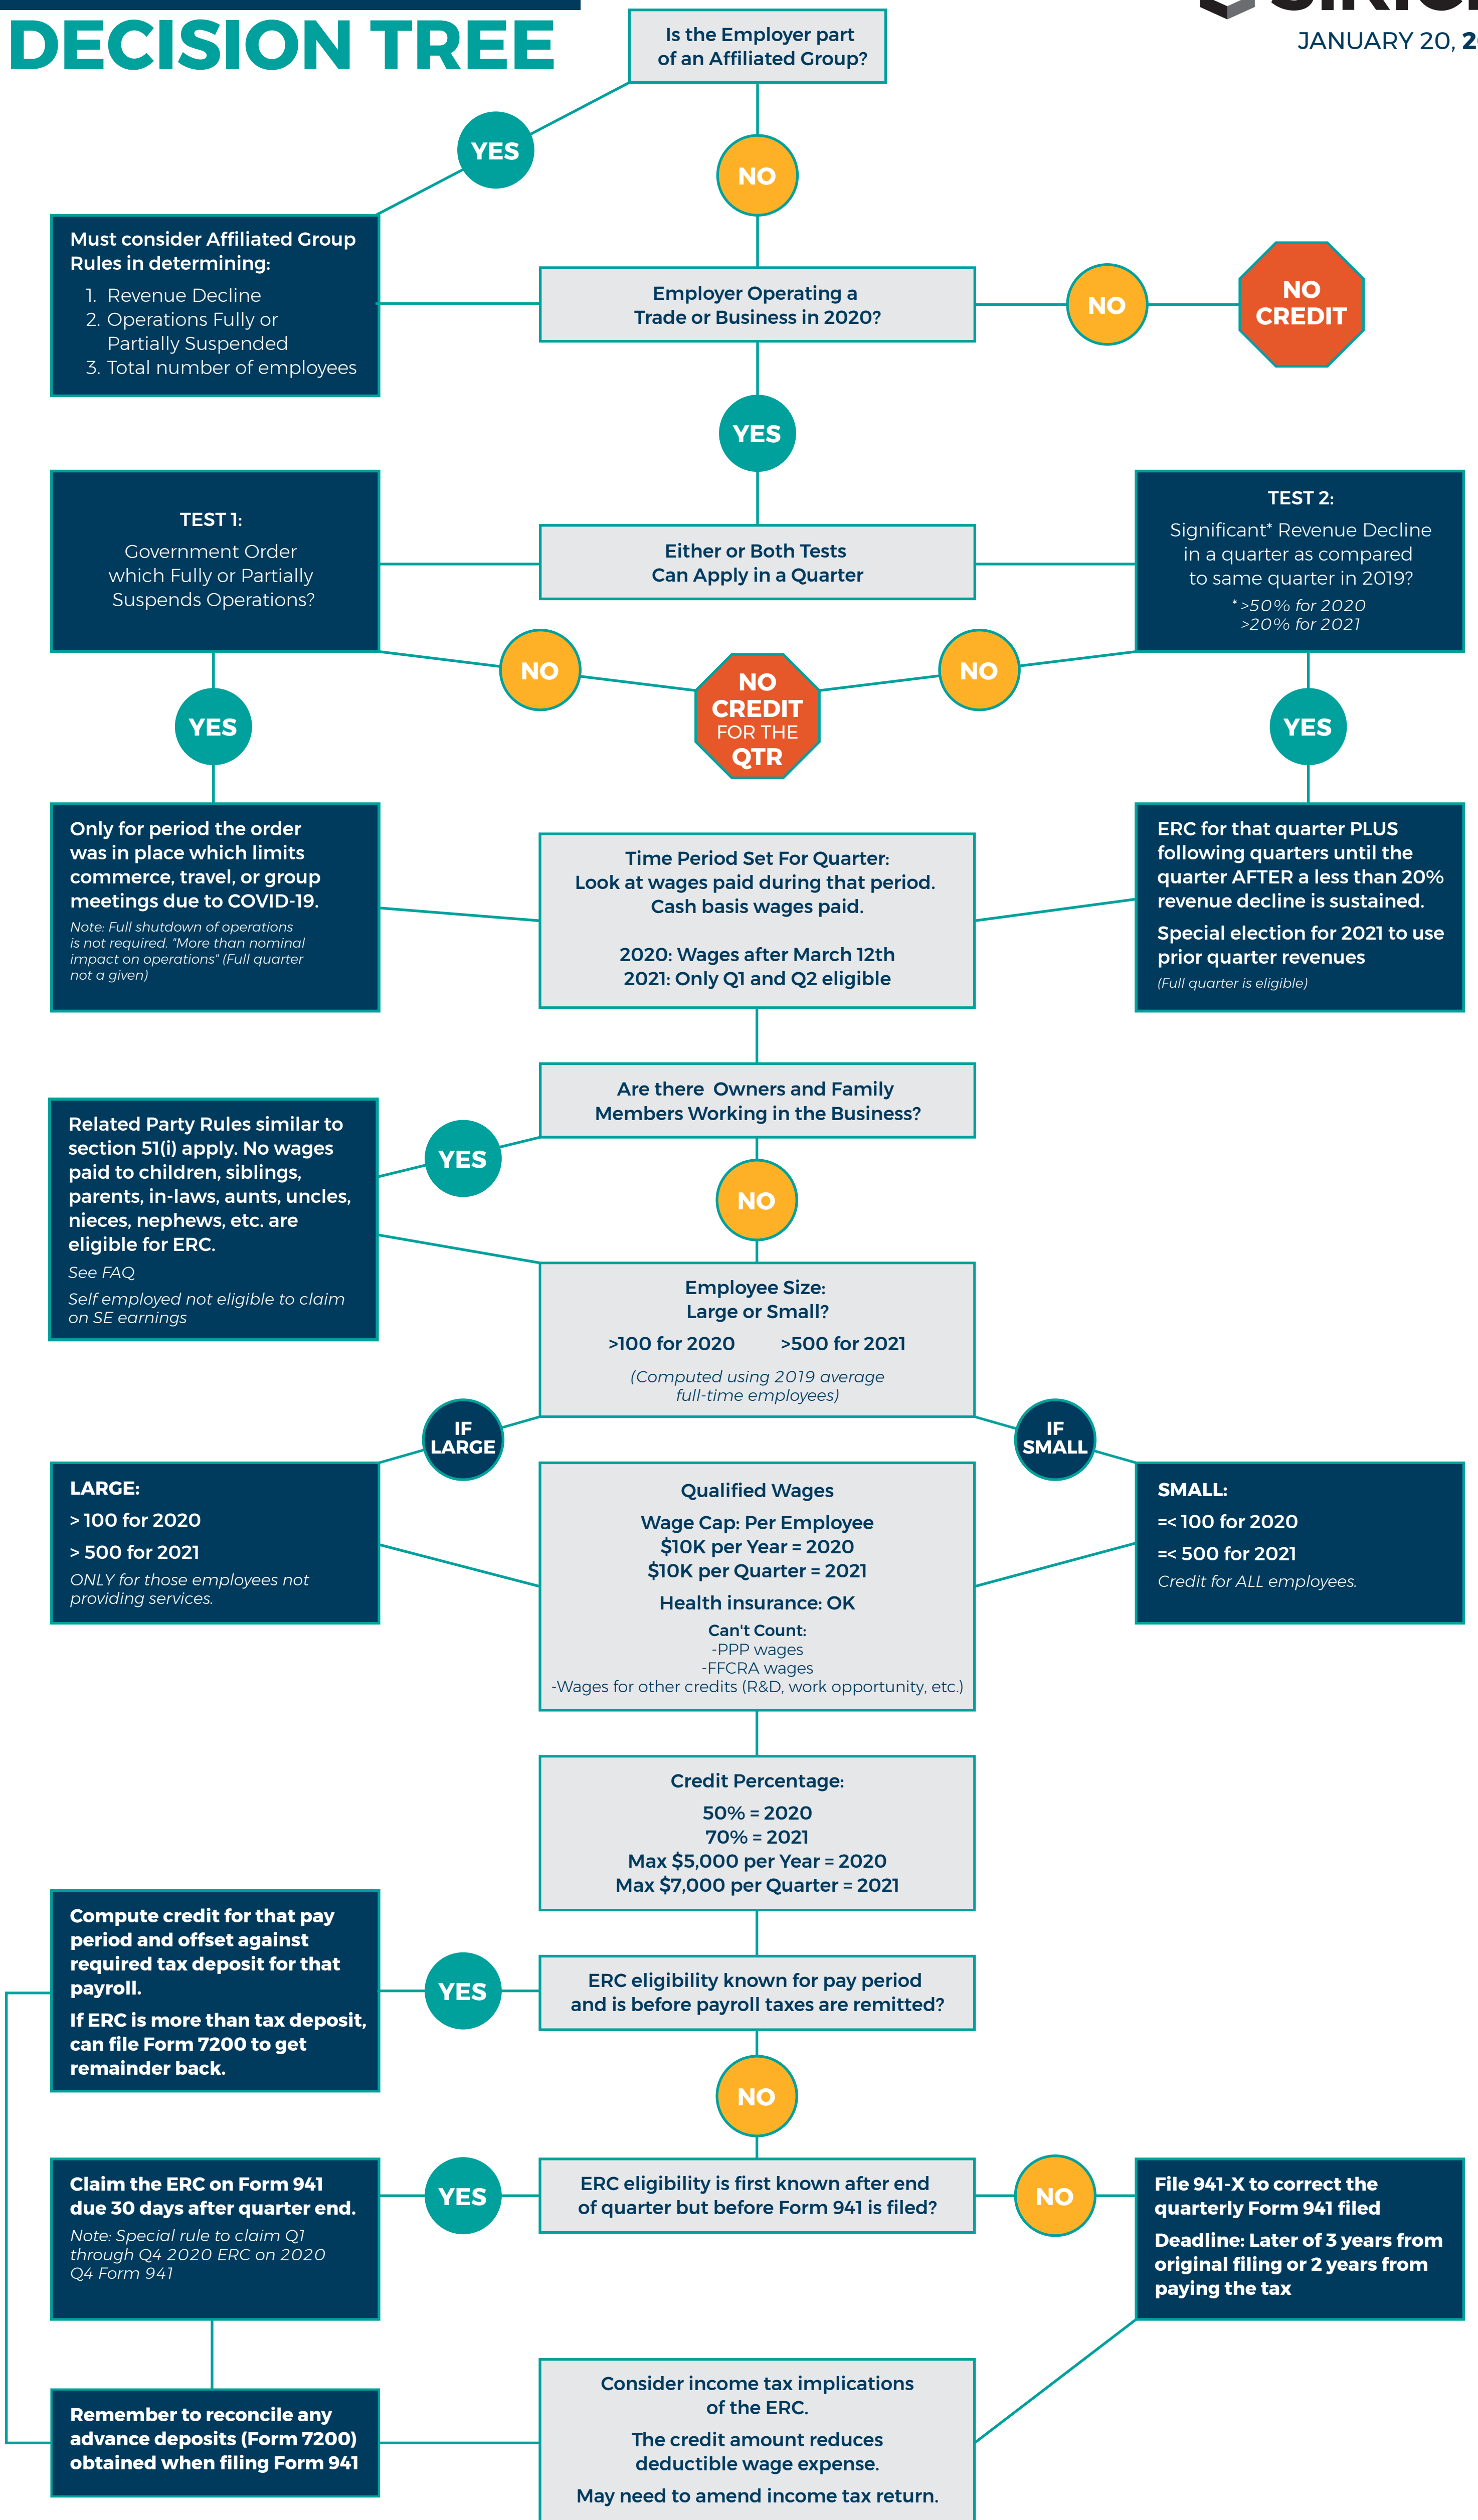 DECISION TREE
JANUARY 20,
Is the Employer part
of an Affiliated Group?
YES
NO
Must consider Affiliated Group
Rules in determining:
1. Revenue Decline
2. Operations Fully or
Partially Suspended
3. Total number of employees
Employer Operating a
Trade or Business in 2020?
NO
NO
CREDIT
YES
TEST 1:
Government Order
which Fully or Partially
Suspends Operations?
Either or Both Tests
Can Apply in a Quarter
TEST 2:
Significant* Revenue Decline
in a quarter as compared
to same quarter in 2019?
* >50% for 2020
>20% for 2021
NO
NO
NO
CREDIT
FOR THE
QTR
YES
YES
Only for period the order
was in place which limits
commerce, travel, or group
meetings due to COVID-19.
Note: Full shutdown of operations
is not required. "More than nominal
impact on operations" (Full quarter
not a given)
Time Period Set For Quarter:
Look at wages paid during that period.
Cash basis wages paid.
2020: Wages after March 12th
2021: Only Q1 and Q2 eligible
ERC for that quarter PLUS
following quarters until the
quarter AFTER a less than 20%
revenue decline is sustained.
Special election for 2021 to use
prior quarter revenues
(Full quarter is eligible)
Are there Owners and Family
Members Working in the Business?
YES
NO
Related Party Rules similar to
section 51(i) apply. No wages
paid to children, siblings,
parents, in-laws, aunts, uncles,
nieces, nephews, etc. are
eligible for ERC.
See FAQ
Self employed not eligible to claim
on SE earnings
Employee Size:
Large or Small?
>100 for 2020 >500 for 2021
(Computed using 2019 average
full-time employees)
IF
LARGE
IF
SMALL
LARGE:
> 100 for 2020
> 500 for 2021
ONLY for those employees not
providing services.
Qualified Wages
Wage Cap: Per Employee
$10K per Year = 2020
$10K per Quarter = 2021
Health insurance: OK
Can't Count:
-PPP wages
-FFCRA wages
-Wages for other credits (R&D, work opportunity, etc.)
SMALL:
=< 100 for 2020
=< 500 for 2021
Credit for ALL employees.
Credit Percentage:
50% = 2020
70% = 2021
Max $5,000 per Year = 2020
Max $7,000 per Quarter = 2021
Compute credit for that pay
period and offset against
required tax deposit for that
payroll.
If ERC is more than tax deposit,
can file Form 7200 to get
remainder back.
YES
ERC eligibility known for pay period
and is before payroll taxes are remitted?
NO
Claim the ERC on Form 941
due 30 days after quarter end.
Note: Special rule to claim Q1
through Q4 2020 ERC on 2020
Q4 Form 941
YES
ERC eligibility is first known after end
of quarter but before Form 941 is filed?
NO
File 941-X to correct the
quarterly Form 941 filed
Deadline: Later of 3 years from
original filing or 2 years from
paying the tax
Remember to reconcile any
advance deposits (Form 7200)
obtained when filing Form 941
Consider income tax implications
of the ERC.
The credit amount reduces
deductible wage expense.
May need to amend income tax return.